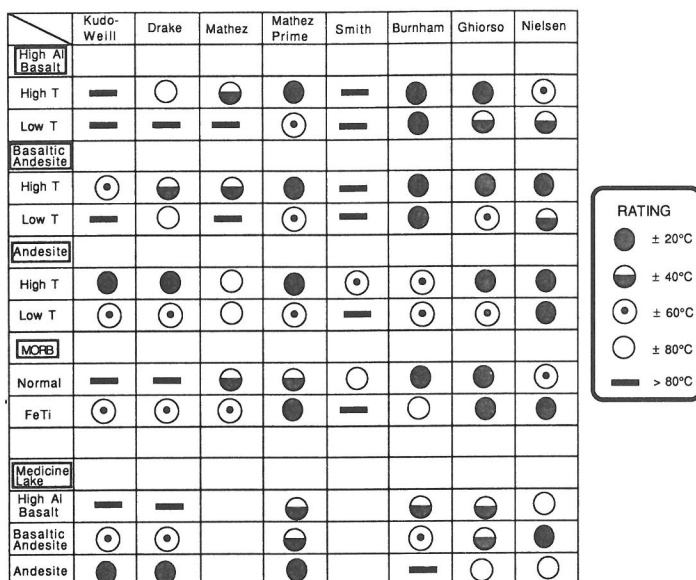 Kudo-
Weill
Drake
Mathez
Mathez
Prime
Smith
Burnham
Ghiorso
Nielsen
High Al
Basalt
High T
Low T
Basaltic
Andesite
High T
Low T
Andesite
High T
Low T
MORB
Normal
FeTi
Medicine
Lake
High Al
Basalt
Basaltic
Andesite
Andesite
RATING
± 20°C
± 40°C
± 60°C
± 80°C
> 80°C